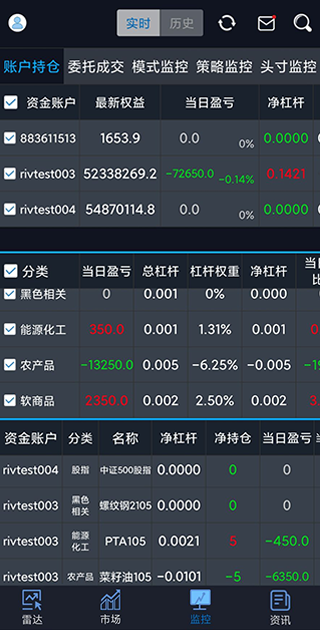 实时 历史
账户持仓 委托成交 模式监控 策略监控 头寸监控
资金账户 最新权益 当日盈亏 净杠杆
883611513 1653.9 0.0 0% 0.0000
rivtest003 52338269.2 -72650.0 -0.14% 0.1421
rivtest004 54870114.8 0.0 0% 0.0000
分类 当日盈亏 总杠杆 杠杆权重 净杠杆 当日
比
黑色相关 0 0.001 0% 0.000
能源化工 350.0 0.001 1.31% 0.001 0
农产品 -13250.0 0.005 -6.25% -0.005 -19
软商品 2350.0 0.002 2.50% 0.002 3.
资金账户 分类 名称 净杠杆 净持仓 当日盈亏
rivtest004 股指 中证500股指 0.0000 0 0
rivtest003 黑色相关 螺纹钢2105 0.0000 0 0
rivtest003 能源化工 PTA105 0.0021 5 -450.0
rivtest003 农产品 菜籽油105 -0.0101 -5 -6350.0
雷达 市场 监控 资讯